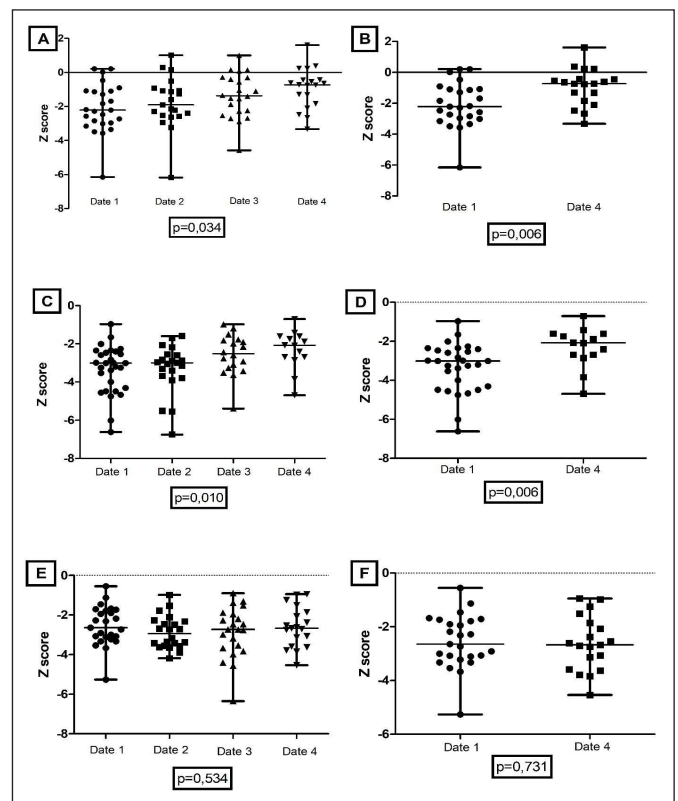 A
2
0
-2
-4
-6
-8
Z score
Date 1 Date 2 Date 3 Date 4
p=0,034
B
2
0
-2
-4
-6
-8
Z score
Date 1 Date 4
p=0,006
C
0
-2
-4
-6
-8
Z score
Date 1 Date 2 Date 3 Date 4
p=0,010
D
0
-2
-4
-6
-8
Z score
Date 1 Date 4
p=0,006
E
0
-2
-4
-6
-8
Z score
Date 1 Date 2 Date 3 Date 4
p=0,534
F
0
-2
-4
-6
-8
Z score
Date 1 Date 4
p=0,731